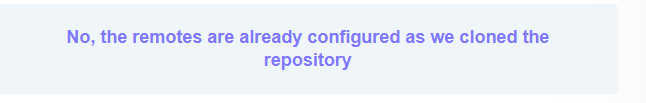 No, the remotes are already configured as we cloned the
repository